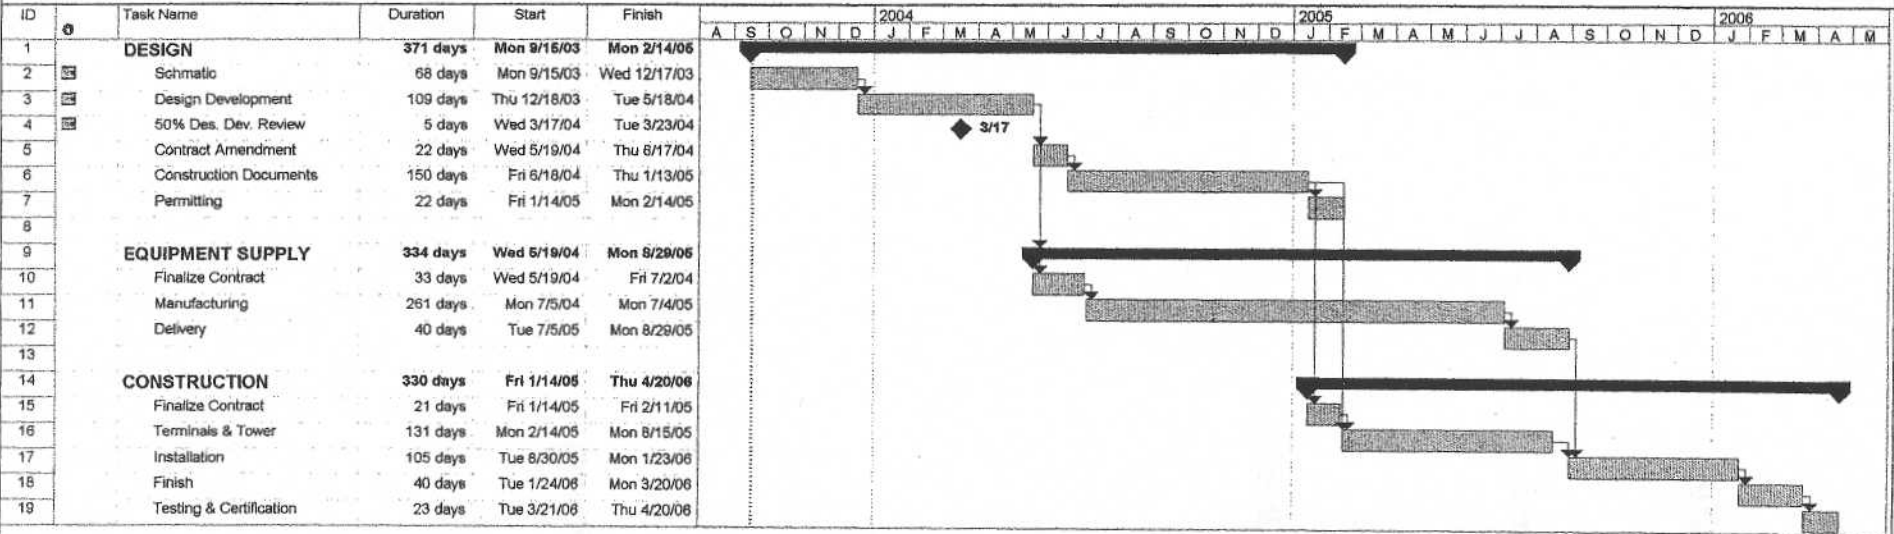 ID Task Name Duration Start Finish 2004 2005 2006
A S O N D J F M A M J J A S O N D J F M A M J J A S O N D J F M A M
1 DESIGN 371 days Mon 9/15/03 Mon 2/14/05
2 Schmatic 68 days Mon 9/15/03 Wed 12/17/03
3 Design Development 109 days Thu 12/18/03 Tue 5/18/04
4 50% Des. Dev. Review 5 days Wed 3/17/04 Tue 3/23/04 3/17
5 Contract Amendment 22 days Wed 5/19/04 Thu 6/17/04
6 Construction Documents 150 days Fri 6/18/04 Thu 1/13/05
7 Permitting 22 days Fri 1/14/05 Mon 2/14/05
8
9 EQUIPMENT SUPPLY 334 days Wed 5/19/04 Mon 8/29/05
10 Finalize Contract 33 days Wed 5/19/04 Fri 7/2/04
11 Manufacturing 261 days Mon 7/5/04 Mon 7/4/05
12 Delivery 40 days Tue 7/5/05 Mon 8/29/05
13
14 CONSTRUCTION 330 days Fri 1/14/05 Thu 4/20/06
15 Finalize Contract 21 days Fri 1/14/05 Fri 2/11/05
16 Terminals & Tower 131 days Mon 2/14/05 Mon 8/15/05
17 Installation 105 days Tue 8/30/05 Mon 1/23/06
18 Finish 40 days Tue 1/24/06 Mon 3/20/06
19 Testing & Certification 23 days Tue 3/21/06 Thu 4/20/06